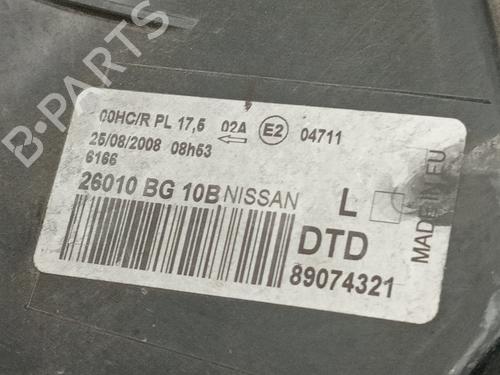 B-PARTS
00HC/R PL 17,5 02A E2 04711
25/08/2008 08h53
6166
26010 BG 10B NISSAN L
DTD
89074321
MADE IN EU